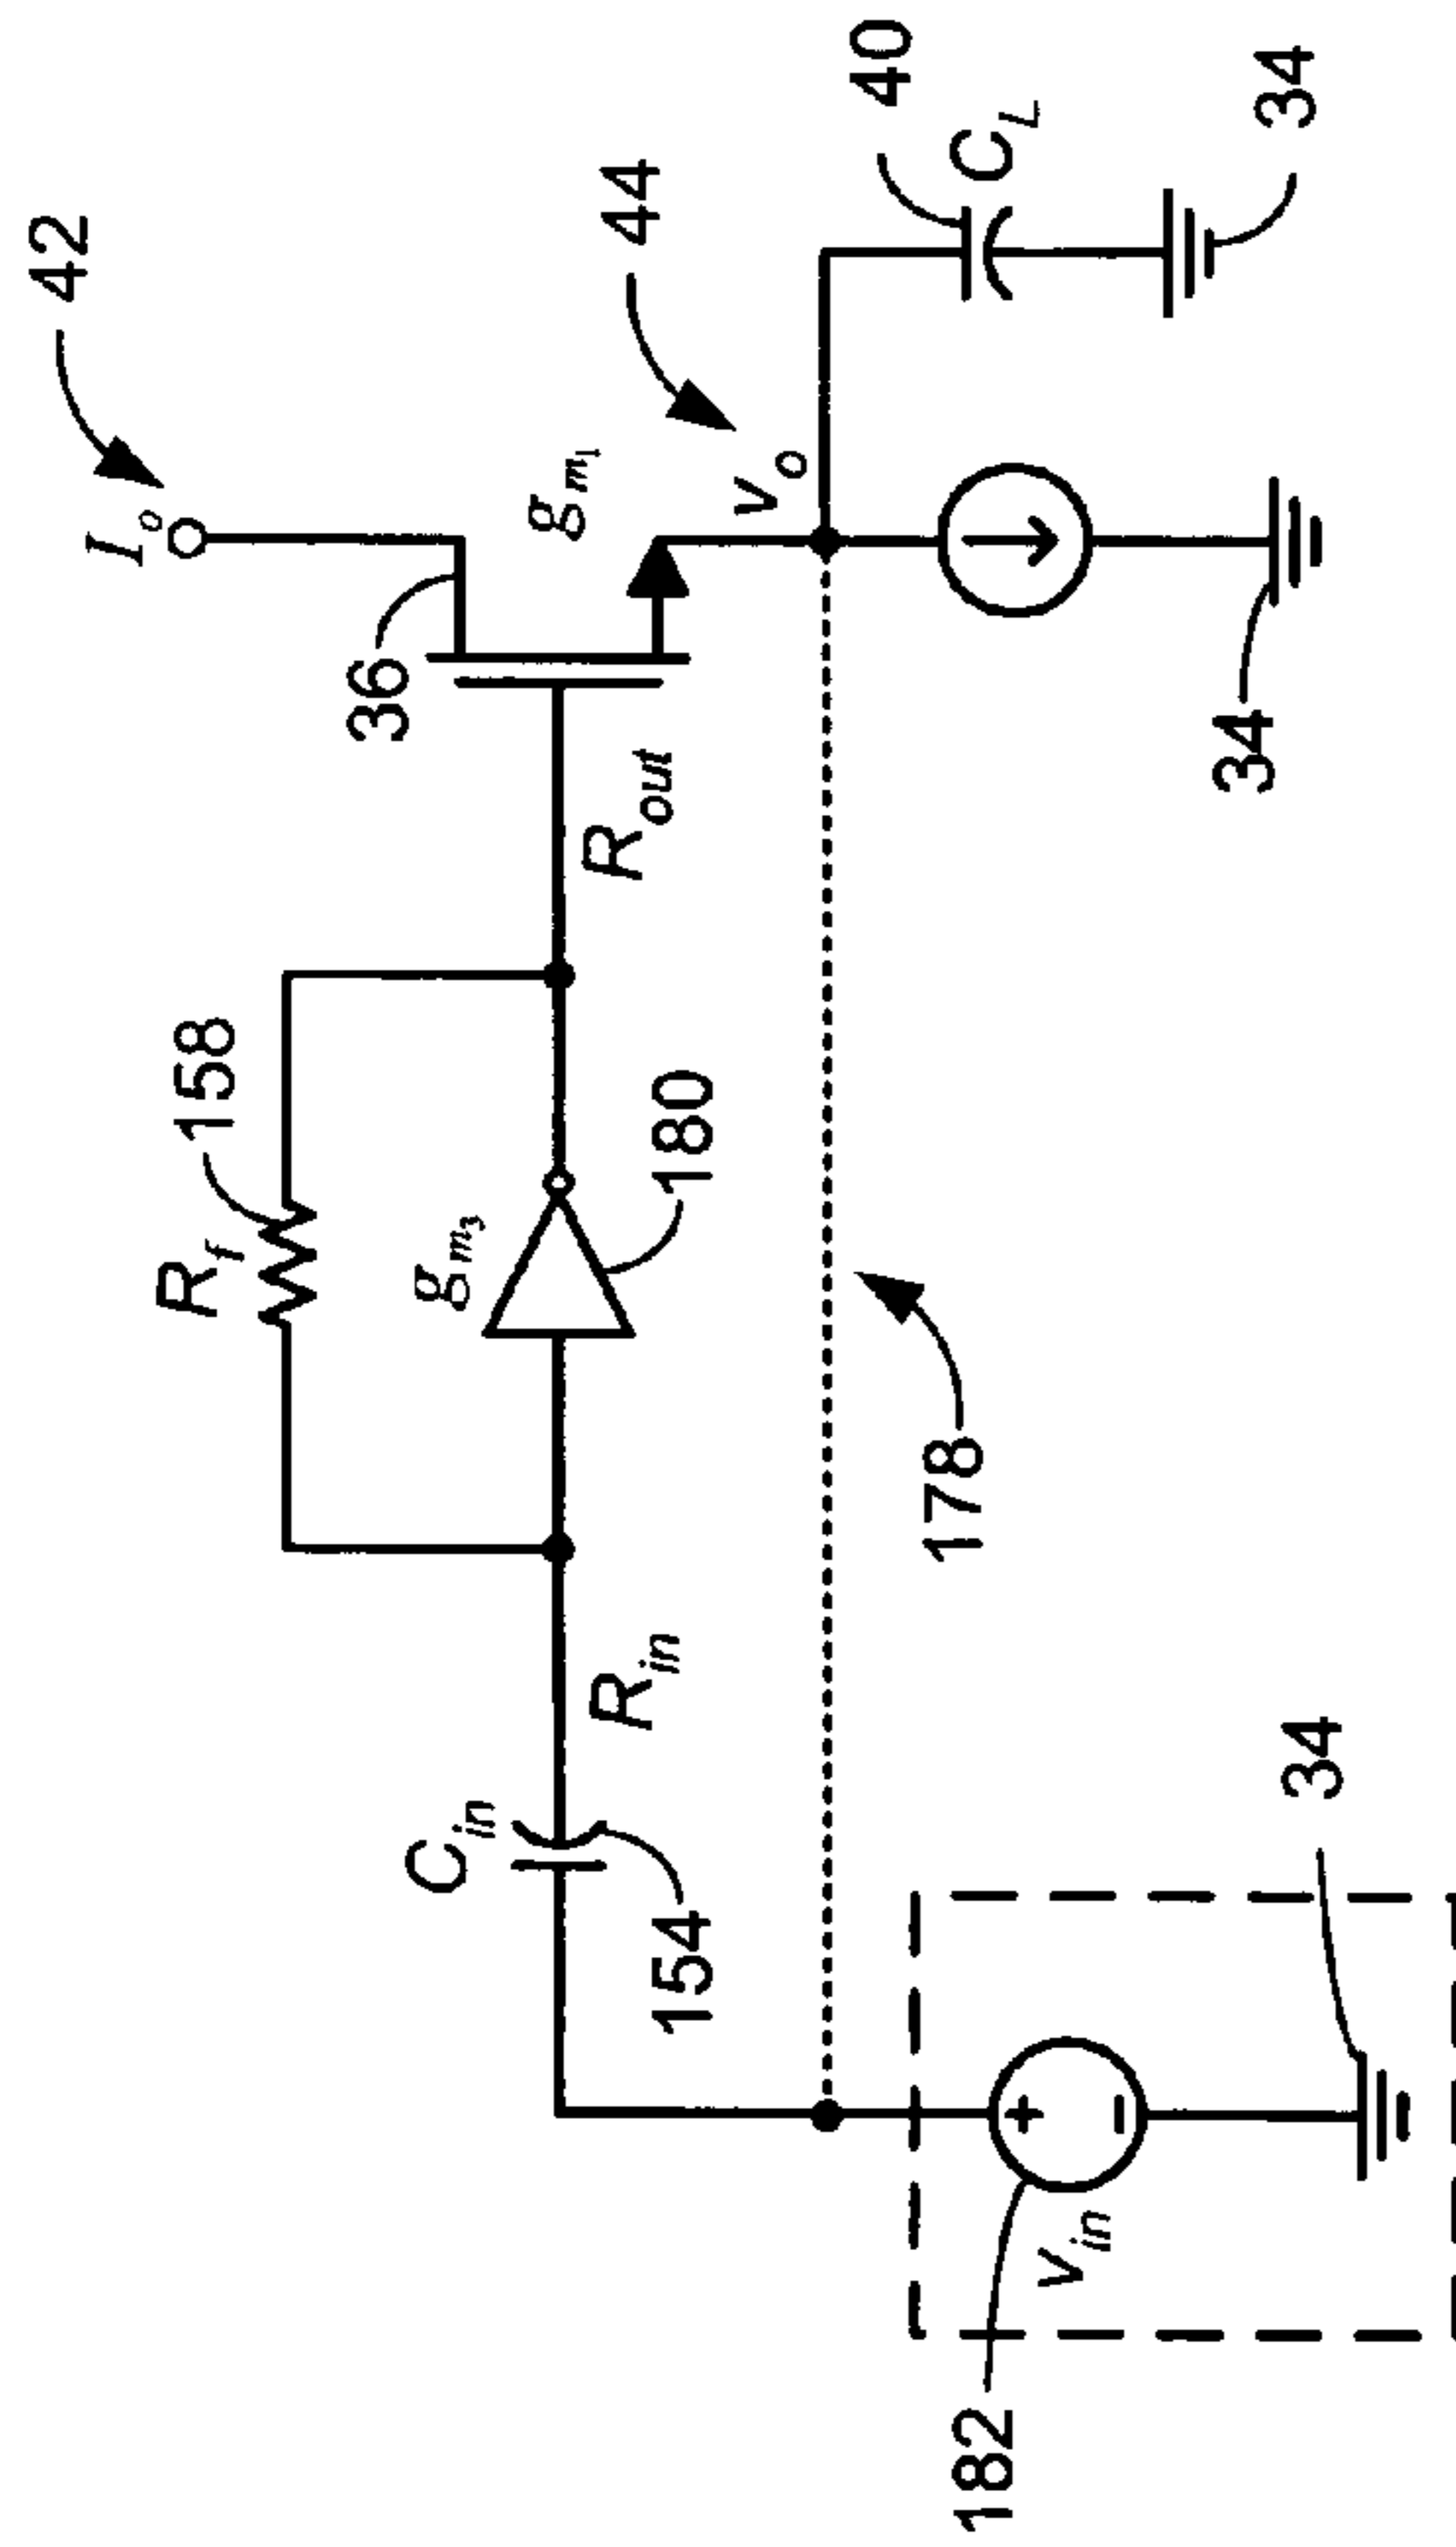 42
I_o
36
g_m1
44
v_o
40
C_L
34
34
R_out
158
R_f
g_m3
180
178
R_in
C_in
154
34
+
–
v_in
182